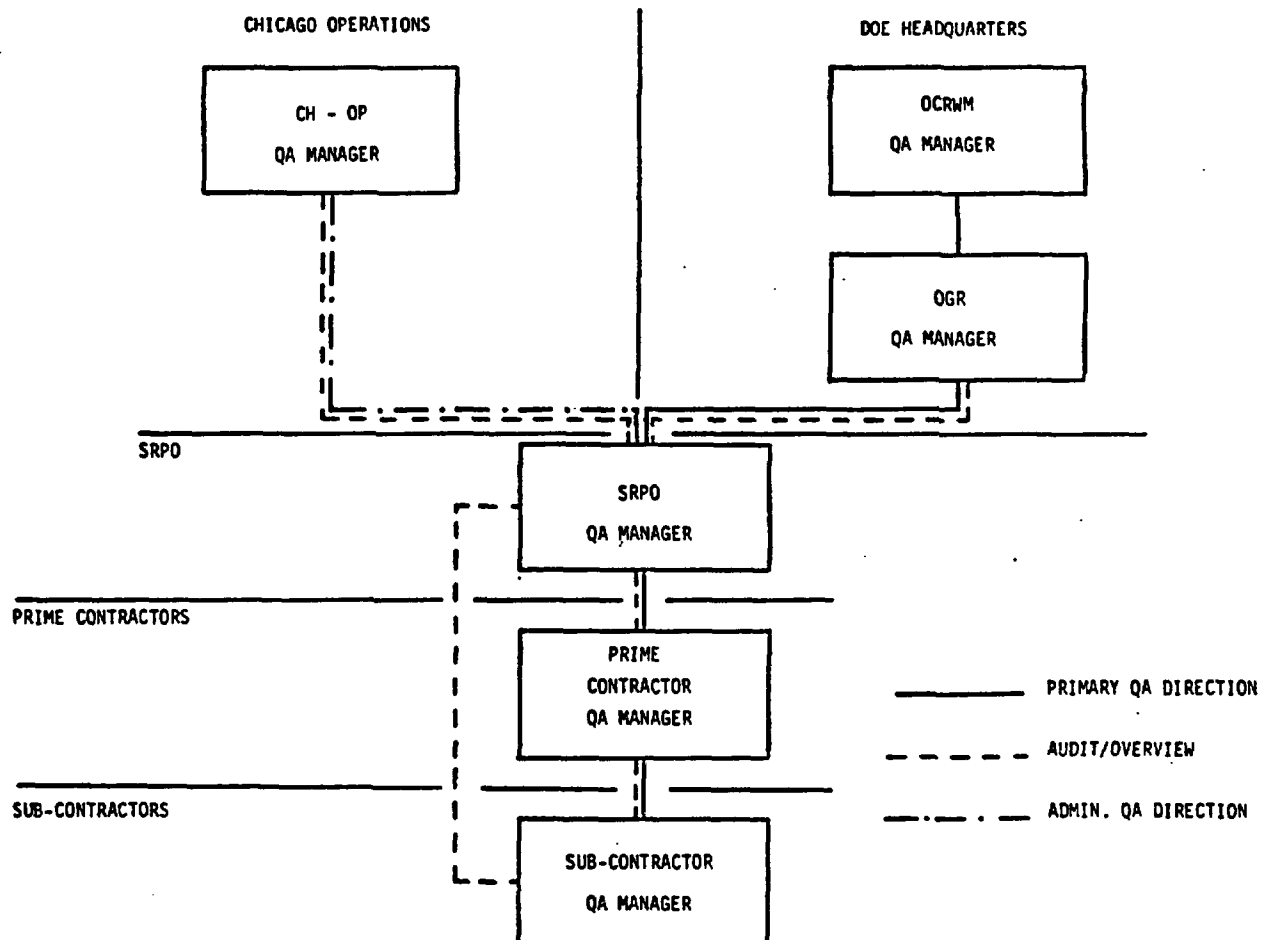 CHICAGO OPERATIONS
DOE HEADQUARTERS
CH - OP
QA MANAGER
OCRWM
QA MANAGER
OGR
QA MANAGER
SRPO
SRPO
QA MANAGER
PRIME CONTRACTORS
PRIME
CONTRACTOR
QA MANAGER
PRIMARY QA DIRECTION
AUDIT/OVERVIEW
ADMIN. QA DIRECTION
SUB-CONTRACTORS
SUB-CONTRACTOR
QA MANAGER